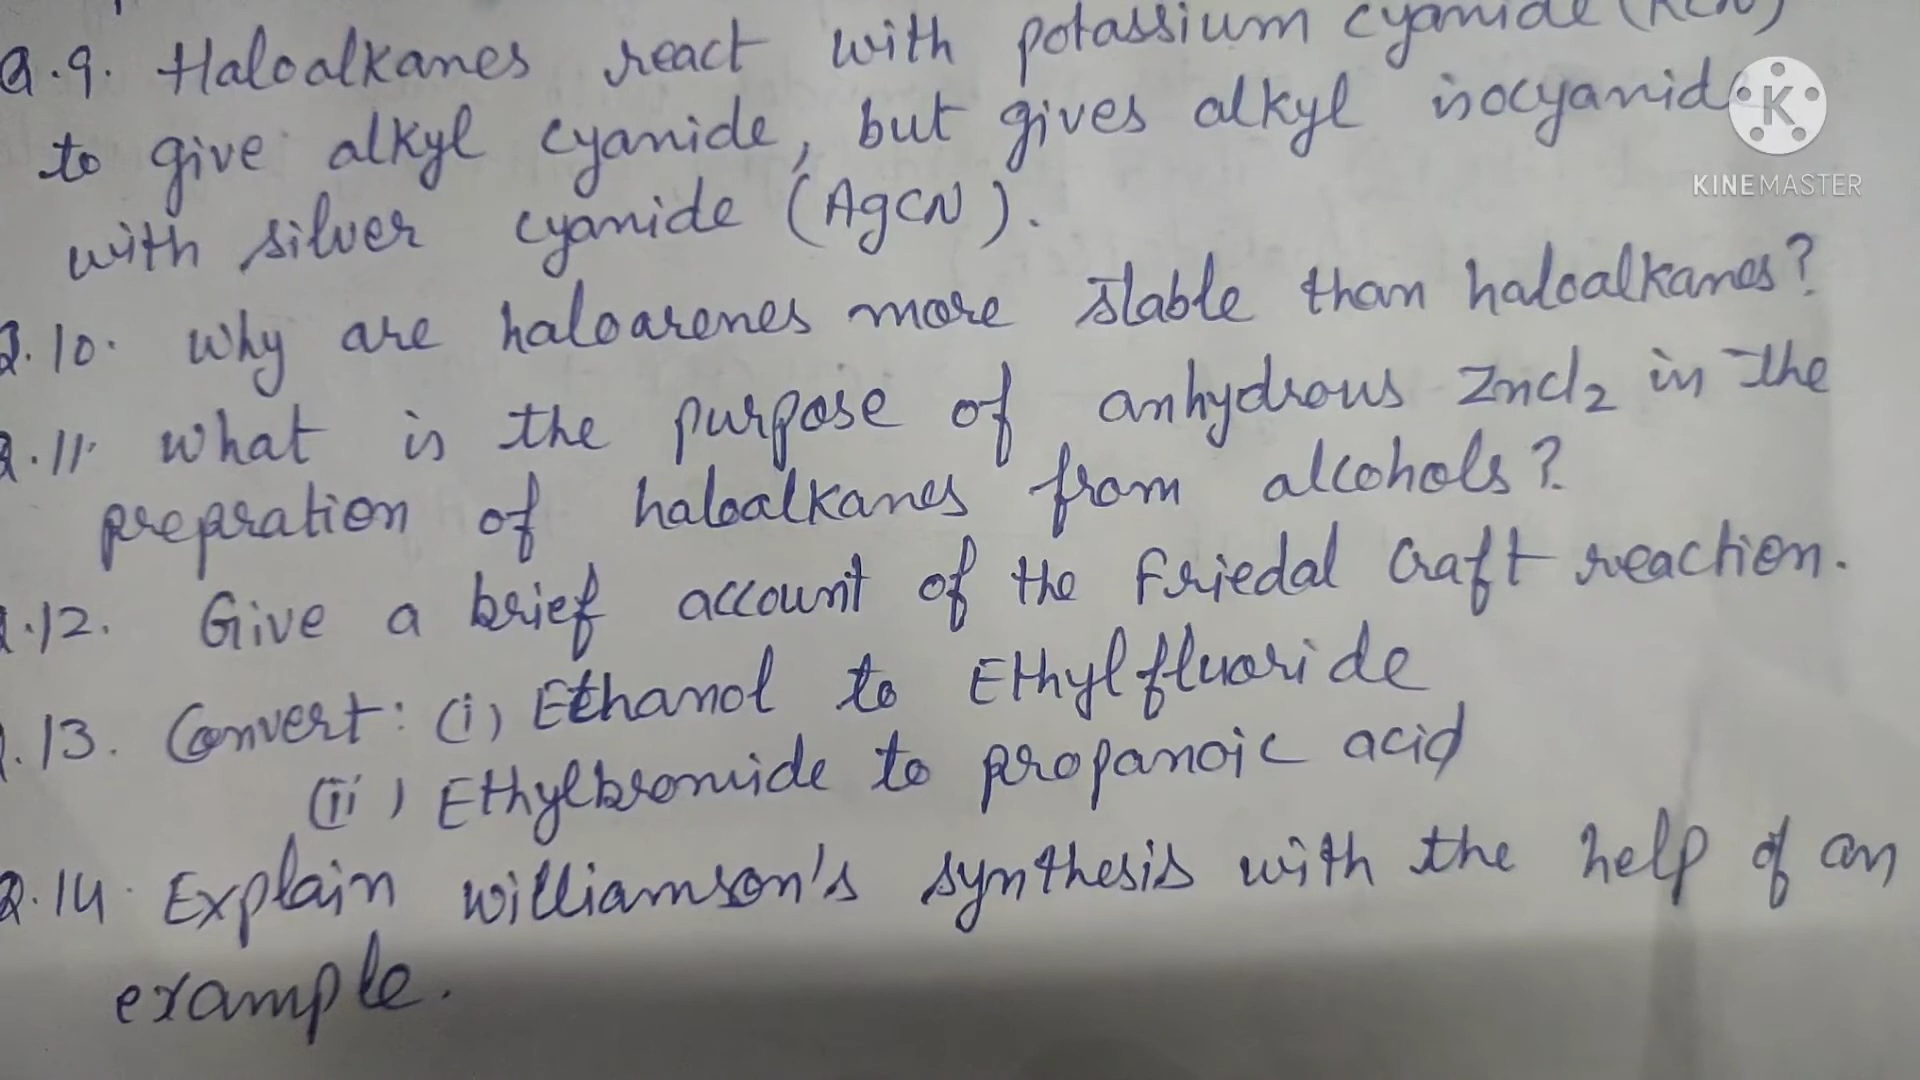 Q.9. Haloalkanes react with potassium cyanide (KCN)
to give alkyl cyanide, but gives alkyl isocyanide
with silver cyanide (AgCN).
Q.10. Why are haloarenes more stable than haloalkanes?
Q.11. What is the purpose of anhydrous ZnCl2 in the
prepration of haloalkanes from alcohols?
Q.12. Give a brief account of the Friedal Craft reaction.
Q.13. Convert: (i) Ethanol to Ethylfluoride
(ii) Ethylbromide to propanoic acid
Q.14. Explain williamson's synthesis with the help of an
example.
K
KINEMASTER